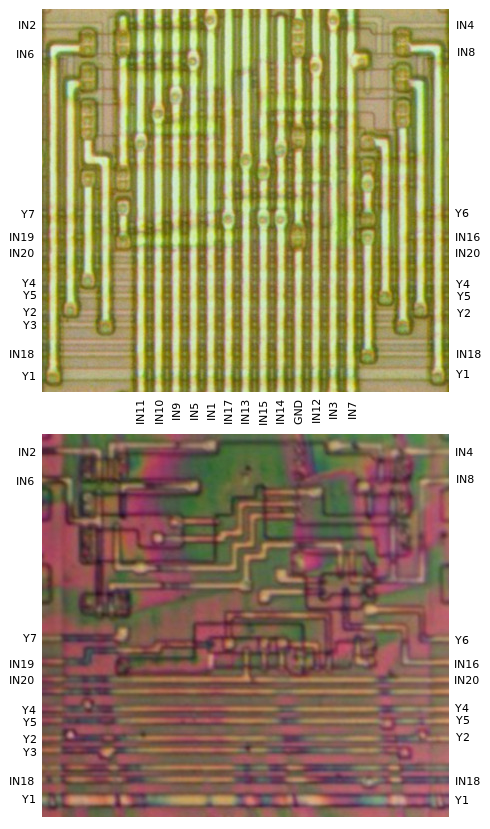 IN2 IN4
IN6 IN8
Y7 Y6
IN19 IN16
IN20 IN20
Y4 Y4
Y5 Y5
Y2 Y2
Y3
IN18 IN18
Y1 Y1
IN11 IN10 IN9 IN5 IN1 IN17 IN13 IN15 IN14 GND IN12 IN3 IN7
IN2 IN4
IN6 IN8
Y7 Y6
IN19 IN16
IN20 IN20
Y4 Y4
Y5 Y5
Y2 Y2
Y3
IN18 IN18
Y1 Y1